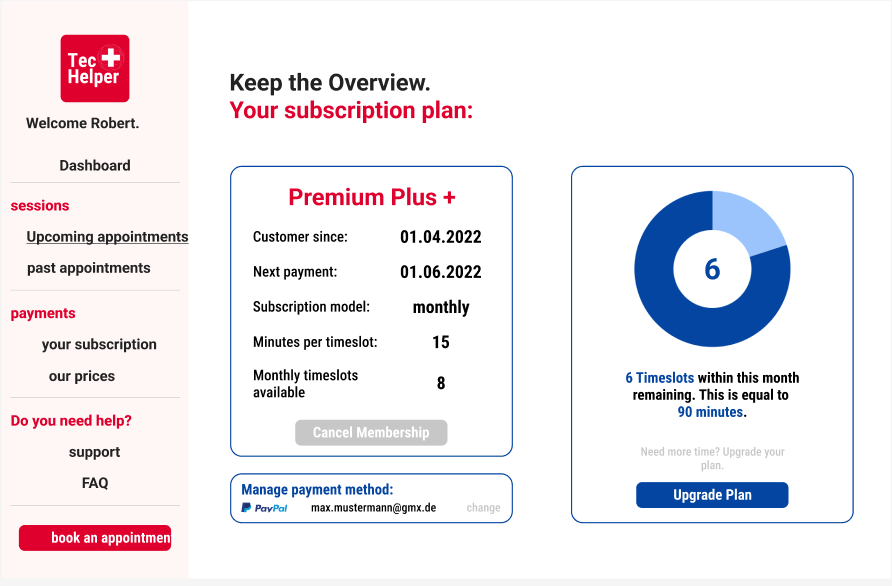 Tec
Helper
Welcome Robert.
Dashboard
sessions
Upcoming appointments
past appointments
payments
your subscription
our prices
Do you need help?
support
FAQ
book an appointmen
Keep the Overview.
Your subscription plan:
Premium Plus +
Customer since: 01.04.2022
Next payment: 01.06.2022
Subscription model: monthly
Minutes per timeslot: 15
Monthly timeslots
available 8
Cancel Membership
Manage payment method:
PayPal max.mustermann@gmx.de change
6
6 Timeslots within this month
remaining. This is equal to
90 minutes.
Need more time? Upgrade your
plan.
Upgrade Plan